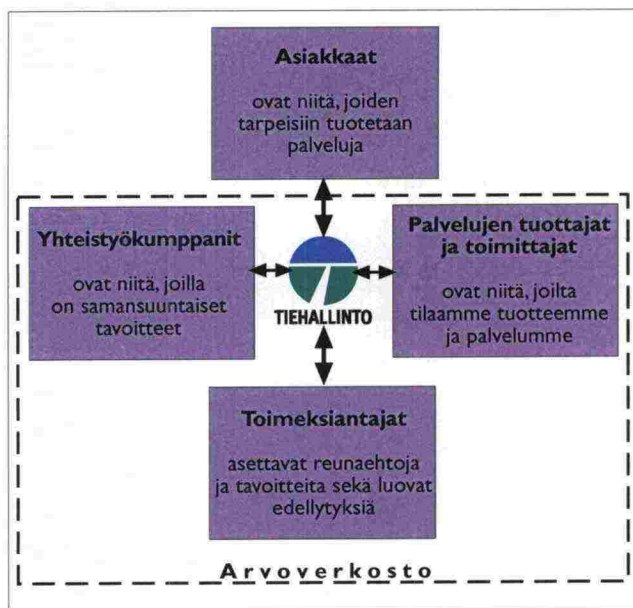 Asiakkaat
ovat niitä, joiden
tarpeisiin tuotetaan
palveluja
Yhteistyökumppanit
ovat niitä, joilla
on samansuuntaiset
tavoitteet
TIEHALLINTO
Palvelujen tuottajat
ja toimittajat
ovat niitä, joilta
tilaamme tuotteemme
ja palvelumme
Toimeksiantajat
asettavat reunaehtoja
ja tavoitteita sekä luovat
edellytyksiä
Arvoverkosto